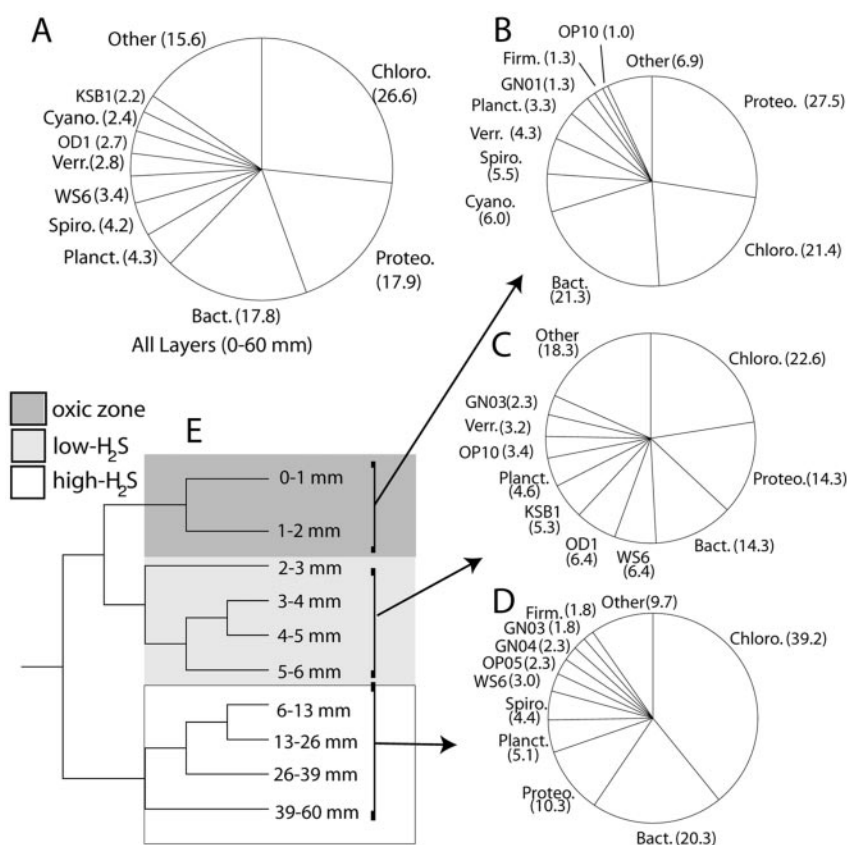 A
Other (15.6)
Chloro.
(26.6)
KSB1(2.2)
Cyano.(2.4)
OD1(2.7)
Verr.(2.8)
WS6(3.4)
Spiro.(4.2)
Planct.(4.3)
Proteo.
(17.9)
Bact.(17.8)
All Layers (0-60 mm)
B
OP10(1.0)
Firm.(1.3)
GN01(1.3)
Other(6.9)
Planct.(3.3)
Proteo.(27.5)
Verr.(4.3)
Spiro.
(5.5)
Cyano.
(6.0)
Chloro.(21.4)
Bact.
(21.3)
C
Other
(18.3)
Chloro.(22.6)
GN03(2.3)
Verr.(3.2)
OP10(3.4)
Planct.
(4.6)
KSB1
(5.3)
OD1
(6.4)
WS6
(6.4)
Proteo.(14.3)
Bact.(14.3)
oxic zone
low-H2S
high-H2S
E
0-1 mm
1-2 mm
2-3 mm
3-4 mm
4-5 mm
5-6 mm
6-13 mm
13-26 mm
26-39 mm
39-60 mm
D
Other(9.7)
Firm.(1.8)
GN03(1.8)
GN04(2.3)
OP05(2.3)
WS6(3.0)
Spiro.
(4.4)
Planct.
(5.1)
Chloro.(39.2)
Proteo.
(10.3)
Bact.(20.3)